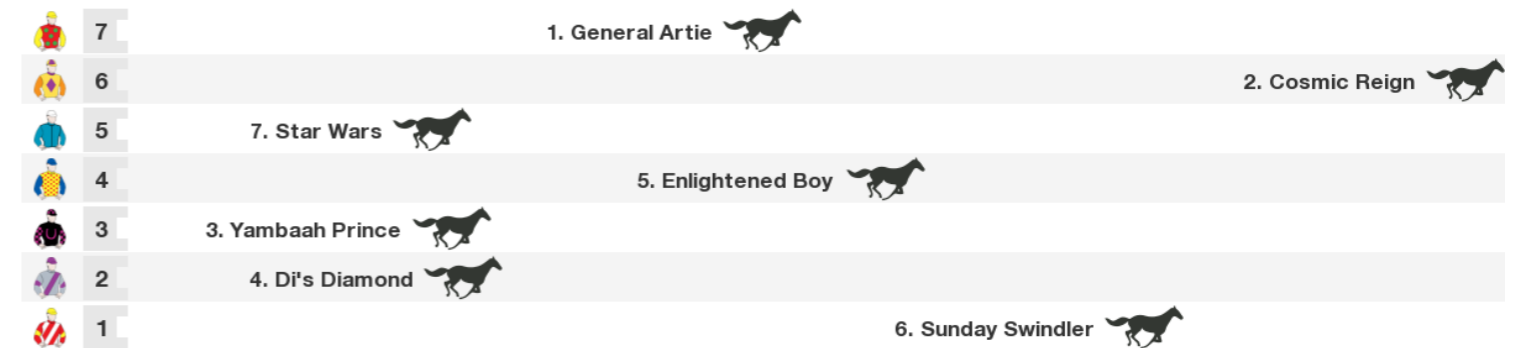 7 1. General Artie
6 2. Cosmic Reign
5 7. Star Wars
4 5. Enlightened Boy
3 3. Yambaah Prince
2 4. Di's Diamond
1 6. Sunday Swindler